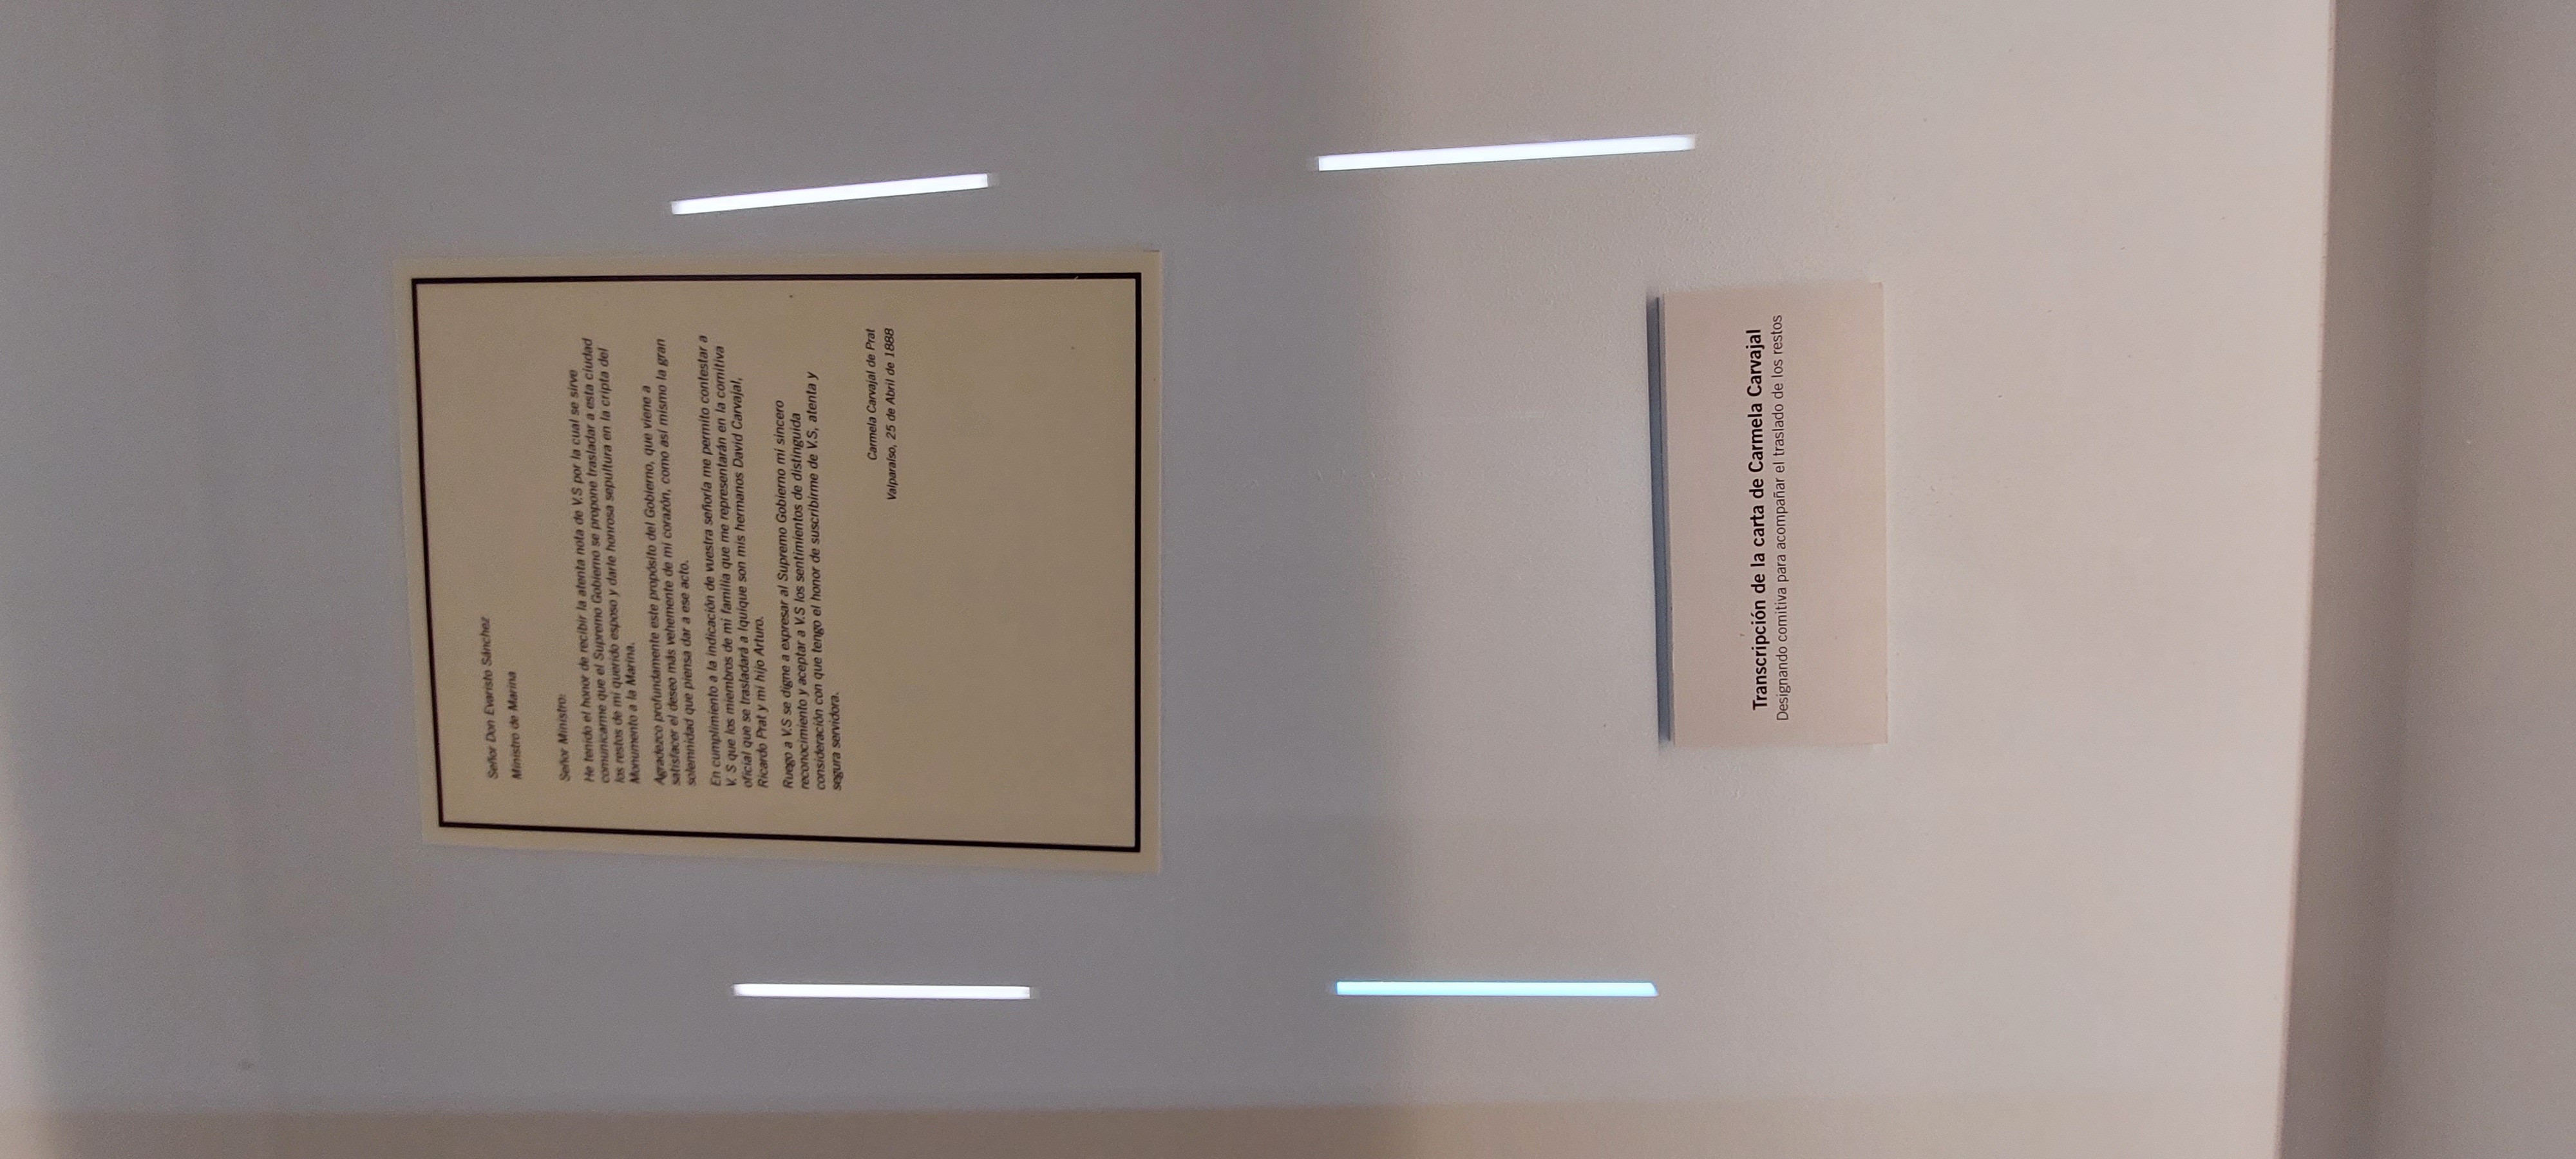 Señor Don Evaristo Sánchez
Ministro de Marina
Señor Ministro:
He tenido el honor de recibir la atenta nota de V.S por la cual se sirve
comunicarme que el Supremo Gobierno se propone trasladar a esta ciudad
los restos de mi querido esposo y darle honrosa sepultura en la cripta del
Monumento a la Marina.
Agradezco profundamente este propósito del Gobierno, que viene a
satisfacer el deseo más vehemente de mi corazón, como así mismo la gran
solemnidad que piensa dar a ese acto.
En cumplimiento a la indicación de vuestra señoría me permito contestar a
V. S que los miembros de mi familia que me representarán en la comitiva
oficial que se trasladará a Iquique son mis hermanos David Carvajal,
Ricardo Prat y mi hijo Arturo.
Ruego a V.S se digne a expresar al Supremo Gobierno mi sincero
reconocimiento y aceptar a V.S los sentimientos de distinguida
consideración con que tengo el honor de suscribirme de V.S, atenta y
segura servidora.
Carmela Carvajal de Prat
Valparaíso, 25 de Abril de 1888
Transcripción de la carta de Carmela Carvajal
Designando comitiva para acompañar el traslado de los restos